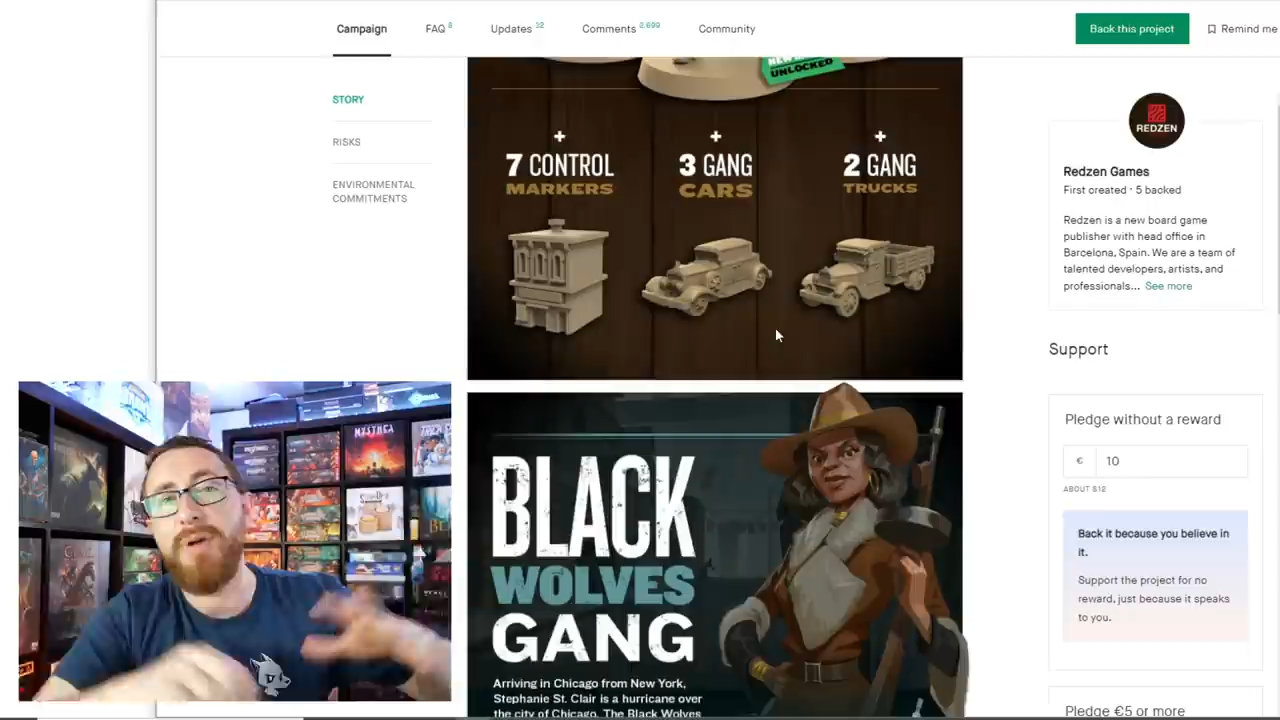 Campaign
FAQ 8
Updates 32
Comments 2,699
Community
Back this project
Remind me
STORY
RISKS
ENVIRONMENTAL
COMMITMENTS
UNLOCKED
+
7 CONTROL
MARKERS
+
3 GANG
CARS
+
2 GANG
TRUCKS
REDZEN
Redzen Games
First created · 5 backed
Redzen is a new board game
publisher with head office in
Barcelona, Spain. We are a team of
talented developers, artists, and
professionals... See more
Support
Pledge without a reward
€ 10
ABOUT $12
Back it because you believe in
it.
Support the project for no
reward, just because it speaks
to you.
Pledge €5 or more
MYSTHEA
BLACK
WOLVES
GANG
Arriving in Chicago from New York,
Stephanie St. Clair is a hurricane over
the city of Chicago. The Black Wolves